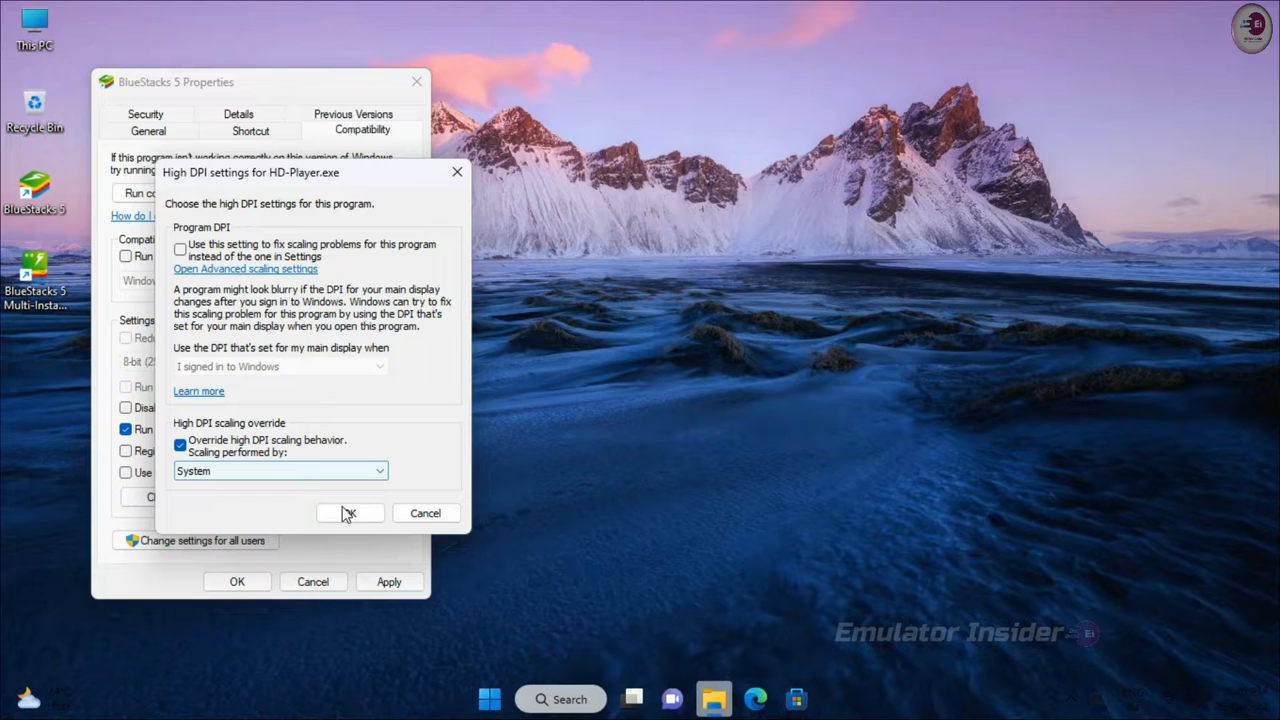 This PC
Recycle Bin
BlueStacks 5
BlueStacks 5
Multi-Insta...
BlueStacks 5 Properties
Security
Details
Previous Versions
General
Shortcut
Compatibility
If this program isn't working correctly on this version of Windows,
try running
Run co
How do I
Compati
Run
Window
Settings
Reduc
8-bit (25
Run
Disal
Run
Regi
Use
Change settings for all users
OK
Cancel
Apply
High DPI settings for HD-Player.exe
Choose the high DPI settings for this program.
Program DPI
Use this setting to fix scaling problems for this program
instead of the one in Settings
Open Advanced scaling settings
A program might look blurry if the DPI for your main display
changes after you sign in to Windows. Windows can try to fix
this scaling problem for this program by using the DPI that's
set for your main display when you open this program.
Use the DPI that's set for my main display when
I signed in to Windows
Learn more
High DPI scaling override
Override high DPI scaling behavior.
Scaling performed by:
System
OK
Cancel
Emulator Insider
Ei
Ei
Search